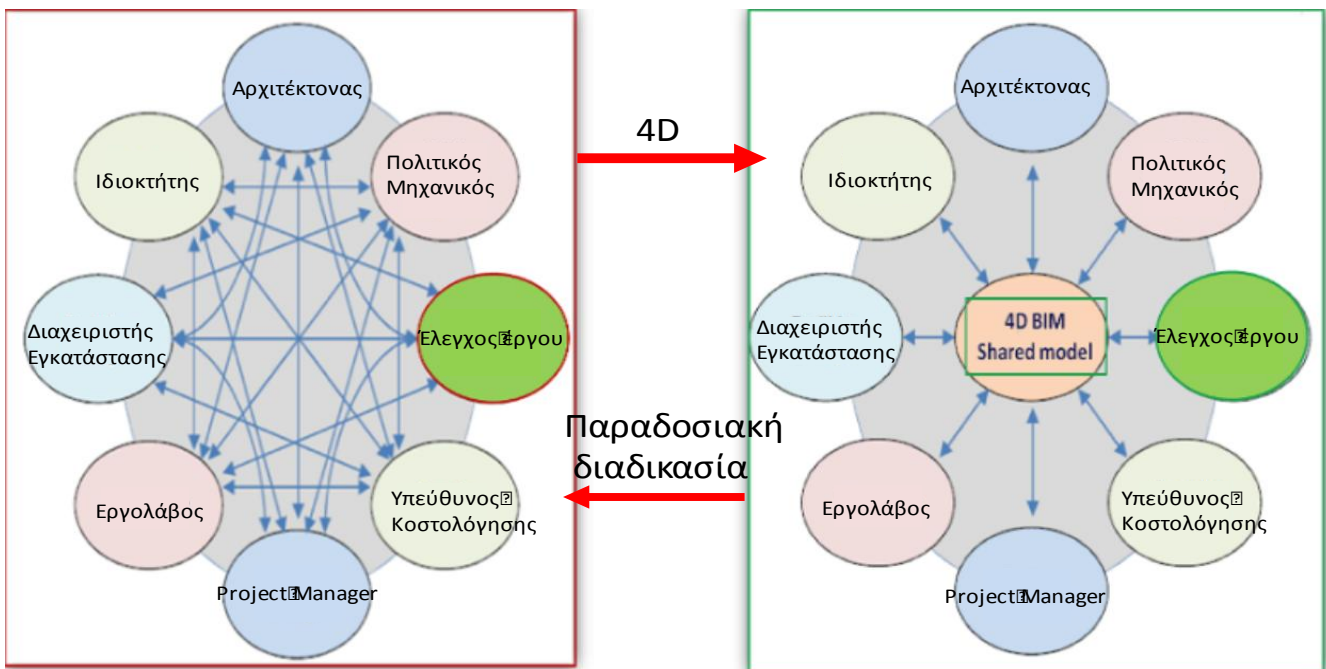 Αρχιτέκτονας
Ιδιοκτήτης
Πολιτικός
Μηχανικός
Διαχειριστής
Εγκατάστασης
Έλεγχος έργου
Εργολάβος
Υπεύθυνος
Κοστολόγησης
Project Manager
4D
Παραδοσιακή
διαδικασία
Αρχιτέκτονας
Ιδιοκτήτης
Πολιτικός
Μηχανικός
Διαχειριστής
Εγκατάστασης
4D BIM
Shared model
Έλεγχος έργου
Εργολάβος
Υπεύθυνος
Κοστολόγησης
Project Manager